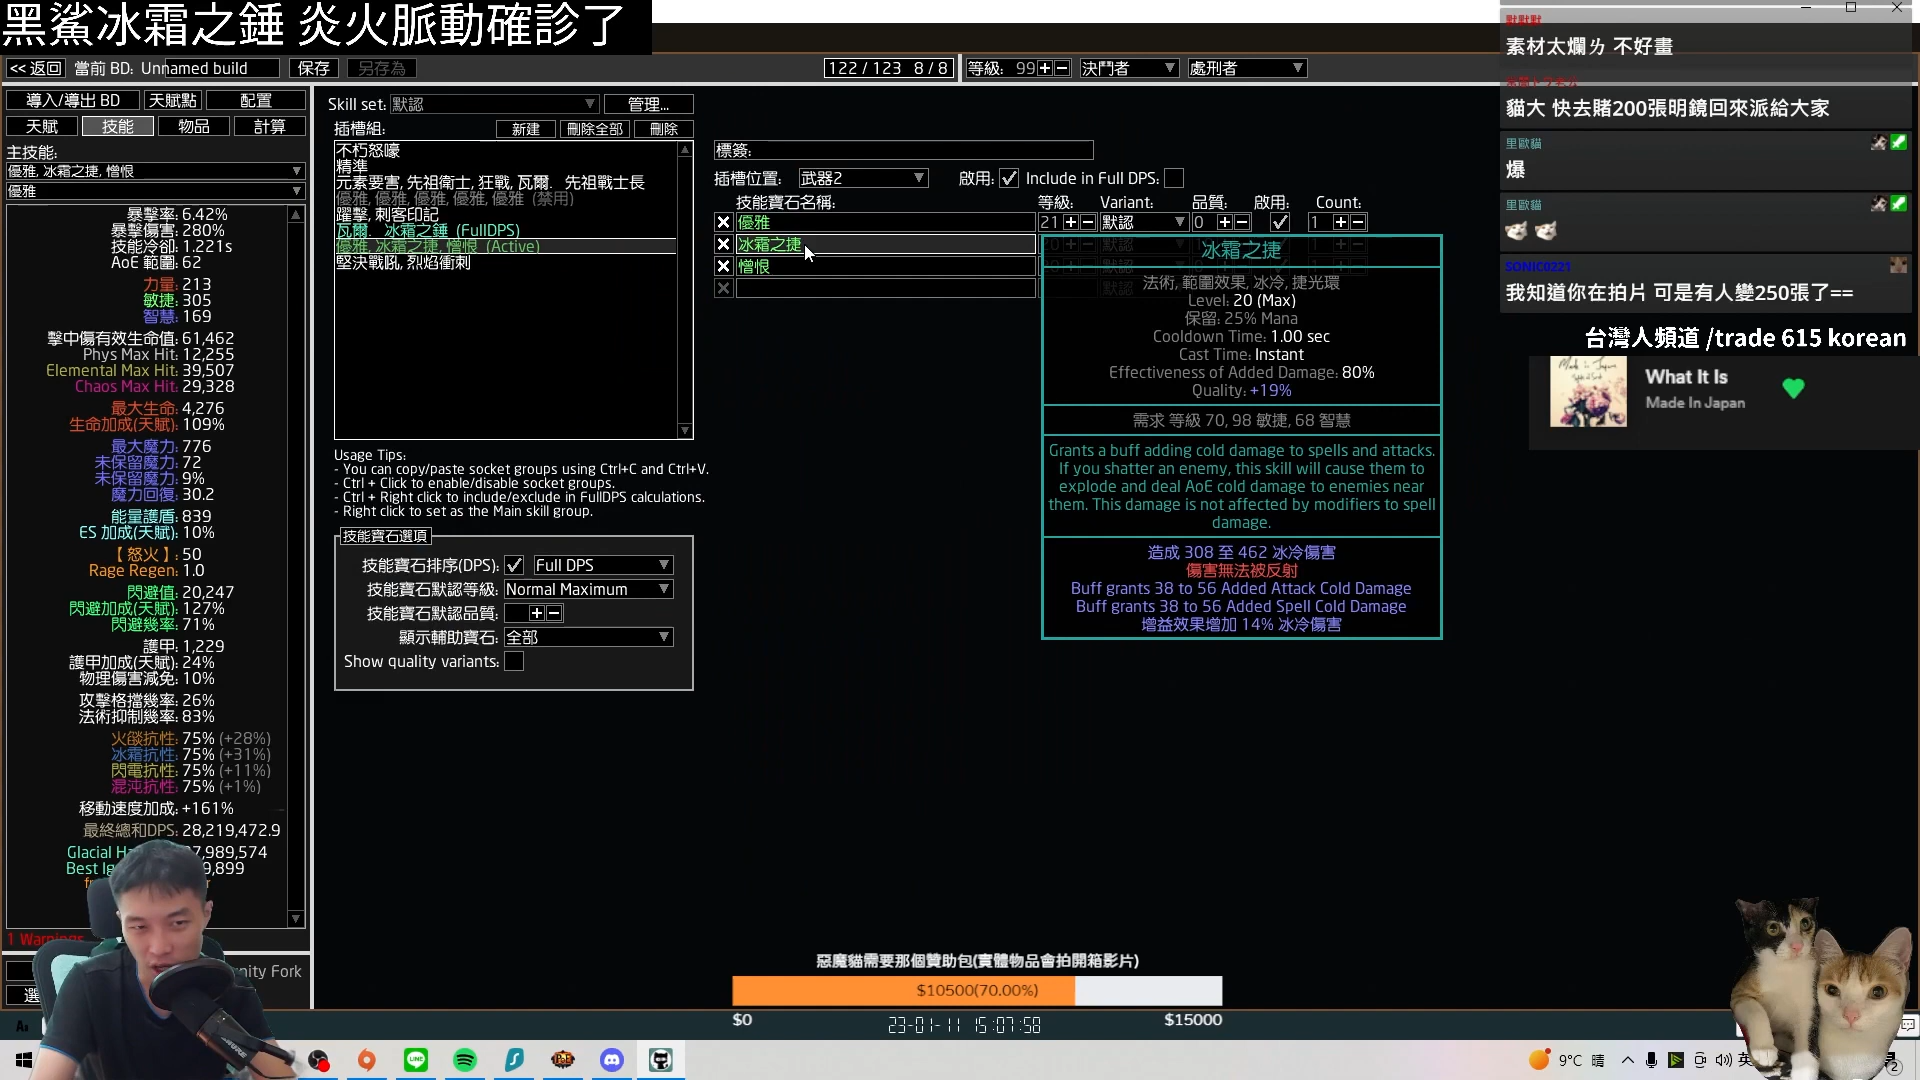 黑鯊冰霜之錘 炎火脈動確診了
<< 返回 當前 BD: Unnamed build 保存 另存為 122 / 123 8 / 8 等級: 99 + − 決鬥者 處刑者
導入/導出 BD 天賦點 配置
天賦 技能 物品 計算
主技能:
優雅, 冰霜之捷, 憎恨
優雅
暴擊率: 6.42%
暴擊傷害: 280%
技能冷卻: 1.221s
AoE 範圍: 62
力量: 213
敏捷: 305
智慧: 169
擊中傷有效生命值: 61,462
Phys Max Hit: 12,255
Elemental Max Hit: 39,507
Chaos Max Hit: 29,328
最大生命: 4,276
生命加成(天賦): 109%
最大魔力: 776
未保留魔力: 72
未保留魔力: 9%
魔力回復: 30.2
能量護盾: 839
ES 加成(天賦): 10%
【 怒火 】: 50
Rage Regen: 1.0
閃避值: 20,247
閃避加成(天賦): 127%
閃避幾率: 71%
護甲: 1,229
護甲加成(天賦): 24%
物理傷害減免: 10%
攻擊格擋幾率: 26%
法術抑制幾率: 83%
火燄抗性: 75% (+28%)
冰霜抗性: 75% (+31%)
閃電抗性: 75% (+11%)
混沌抗性: 75% (+1%)
移動速度加成: +161%
最終總和DPS: 28,219,472.9
Glacial Ha 7,989,574
Best Ig 9,899
1 Warnings
nity Fork
選
Skill set: 默認 管理...
插槽組: 新建 刪除全部 刪除
不朽怒嚎
精準
元素要害, 先祖衛士, 狂戰, 瓦爾． 先祖戰士長
優雅, 優雅, 優雅, 優雅, 優雅 (禁用)
躍擊, 刺客印記
瓦爾． 冰霜之錘 (FullDPS)
優雅, 冰霜之捷, 憎恨 (Active)
堅決戰吼, 烈焰衝刺
Usage Tips:
- You can copy/paste socket groups using Ctrl+C and Ctrl+V.
- Ctrl + Click to enable/disable socket groups.
- Ctrl + Right click to include/exclude in FullDPS calculations.
- Right click to set as the Main skill group.
技能寶石選項
技能寶石排序(DPS): Full DPS
技能寶石默認等級: Normal Maximum
技能寶石默認品質: + −
顯示輔助寶石: 全部
Show quality variants:
標簽:
插槽位置: 武器2 啟用: Include in Full DPS:
技能寶石名稱: 等級: Variant: 品質: 啟用: Count:
優雅 21 + − 默認 0 + − 1 + −
冰霜之捷
憎恨
冰霜之捷
法術, 範圍效果, 冰冷, 捷光環
Level: 20 (Max)
保留: 25% Mana
Cooldown Time: 1.00 sec
Cast Time: Instant
Effectiveness of Added Damage: 80%
Quality: +19%
需求 等級 70, 98 敏捷, 68 智慧
Grants a buff adding cold damage to spells and attacks.
If you shatter an enemy, this skill will cause them to
explode and deal AoE cold damage to enemies near
them. This damage is not affected by modifiers to spell
damage.
造成 308 至 462 冰冷傷害
傷害無法被反射
Buff grants 38 to 56 Added Attack Cold Damage
Buff grants 38 to 56 Added Spell Cold Damage
增益效果增加 14% 冰冷傷害
素材太爛ㄌ 不好畫
貓大 快去賭200張明鏡回來派給大家
里歐貓
爆
里歐貓
SONIC0221
我知道你在拍片 可是有人變250張了==
台灣人頻道 /trade 615 korean
What It Is
Made In Japan
惡魔貓需要那個贊助包(實體物品會拍開箱影片)
$10500(70.00%)
$0 23-01-11 15:07:58 $15000
9°C 晴 英
2